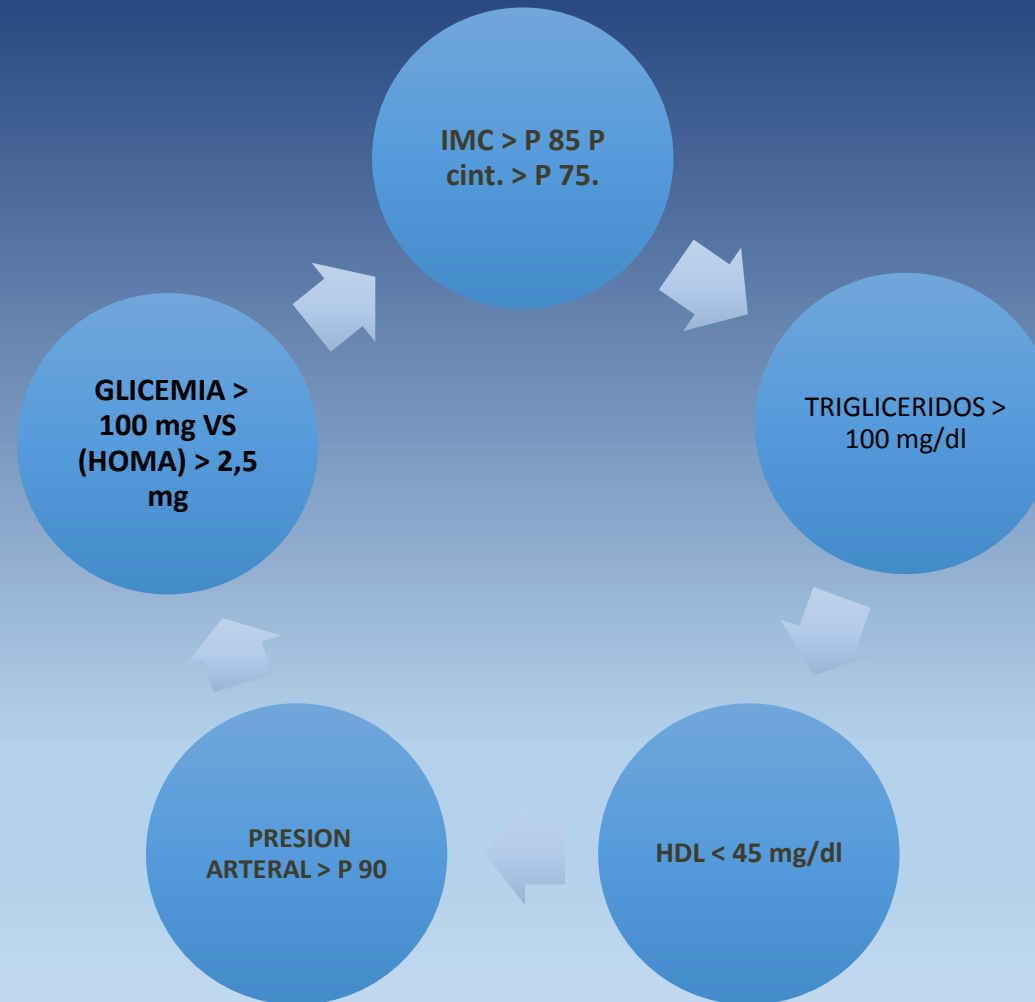 IMC > P 85 P
cint. > P 75.
TRIGLICERIDOS >
100 mg/dl
HDL < 45 mg/dl
PRESION
ARTERAL > P 90
GLICEMIA >
100 mg VS
(HOMA) > 2,5
mg